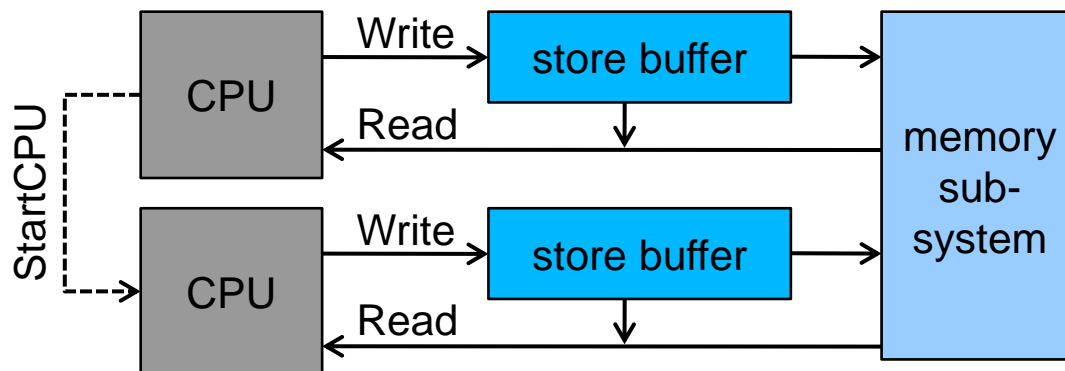 StartCPU
CPU
Write
store buffer
Read
CPU
Write
store buffer
Read
memory
sub-
system